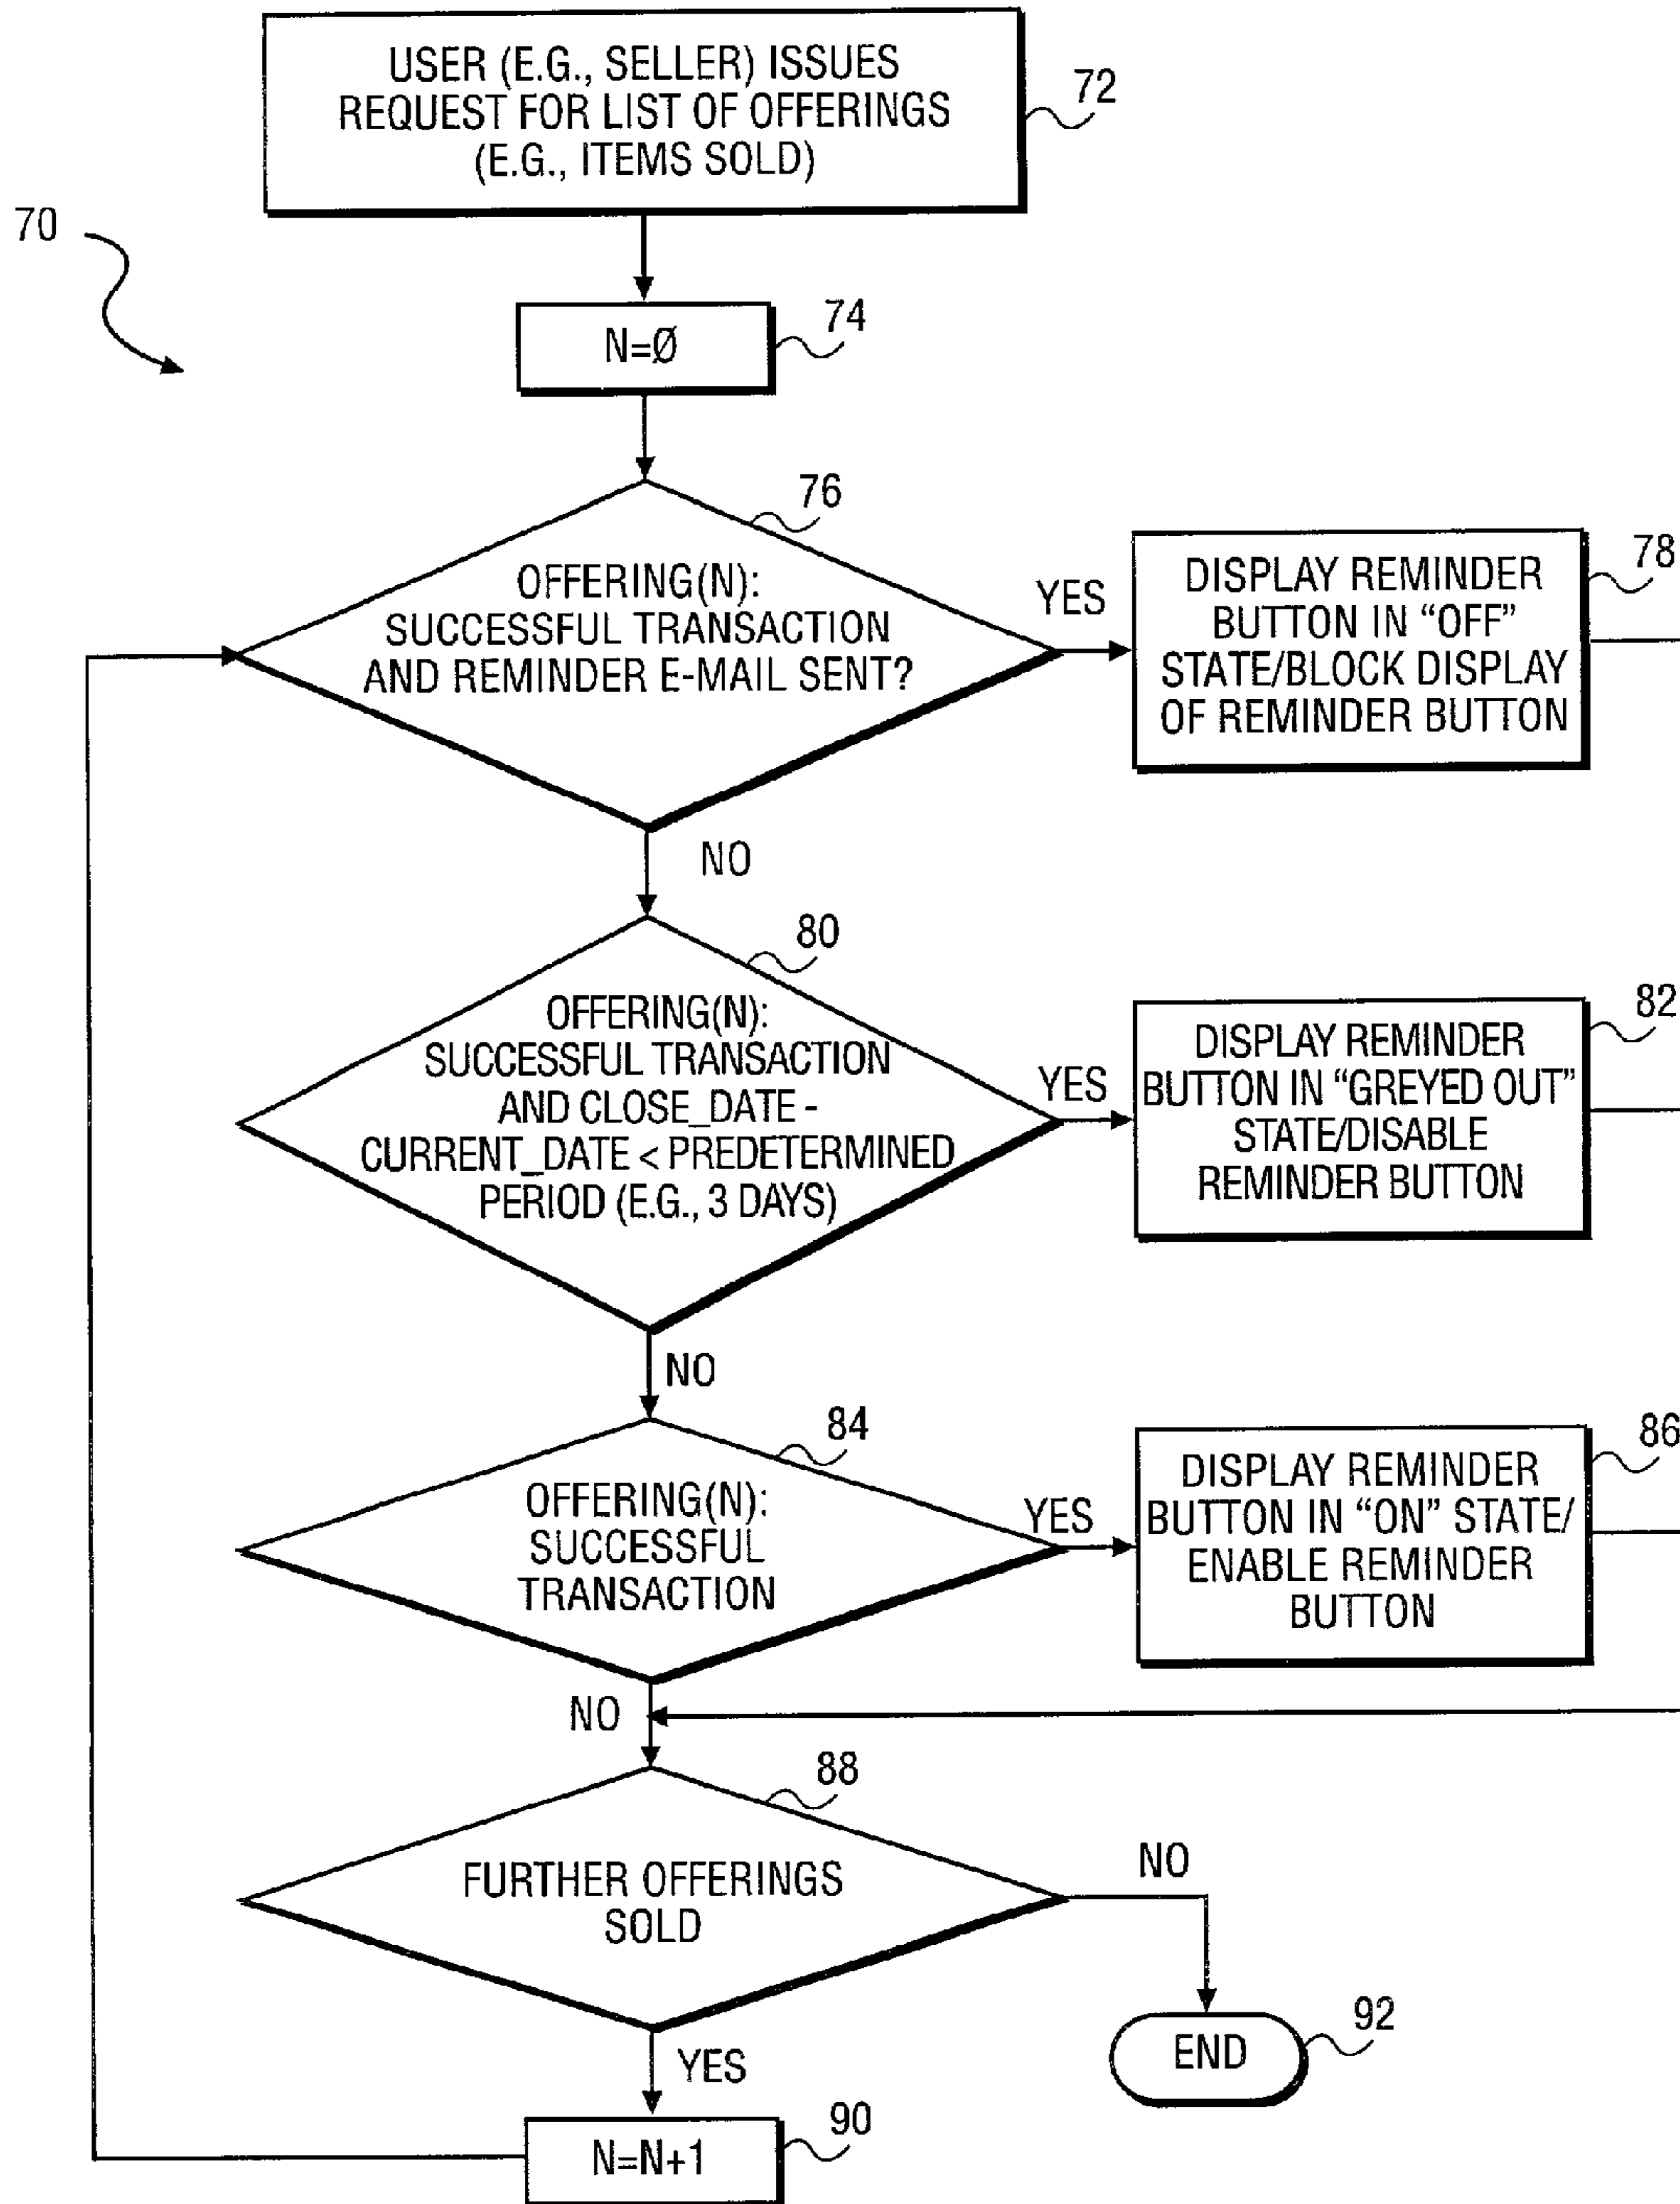 USER (E.G., SELLER) ISSUES
REQUEST FOR LIST OF OFFERINGS
(E.G., ITEMS SOLD)
72
70
N=Ø
74
76
OFFERING(N):
SUCCESSFUL TRANSACTION
AND REMINDER E-MAIL SENT?
YES
DISPLAY REMINDER
BUTTON IN “OFF”
STATE/BLOCK DISPLAY
OF REMINDER BUTTON
78
NO
80
OFFERING(N):
SUCCESSFUL TRANSACTION
AND CLOSE_DATE -
CURRENT_DATE < PREDETERMINED
PERIOD (E.G., 3 DAYS)
YES
DISPLAY REMINDER
BUTTON IN “GREYED OUT”
STATE/DISABLE
REMINDER BUTTON
82
NO
84
OFFERING(N):
SUCCESSFUL
TRANSACTION
YES
DISPLAY REMINDER
BUTTON IN “ON” STATE/
ENABLE REMINDER
BUTTON
86
NO
88
FURTHER OFFERINGS
SOLD
NO
END
92
YES
N=N+1
90